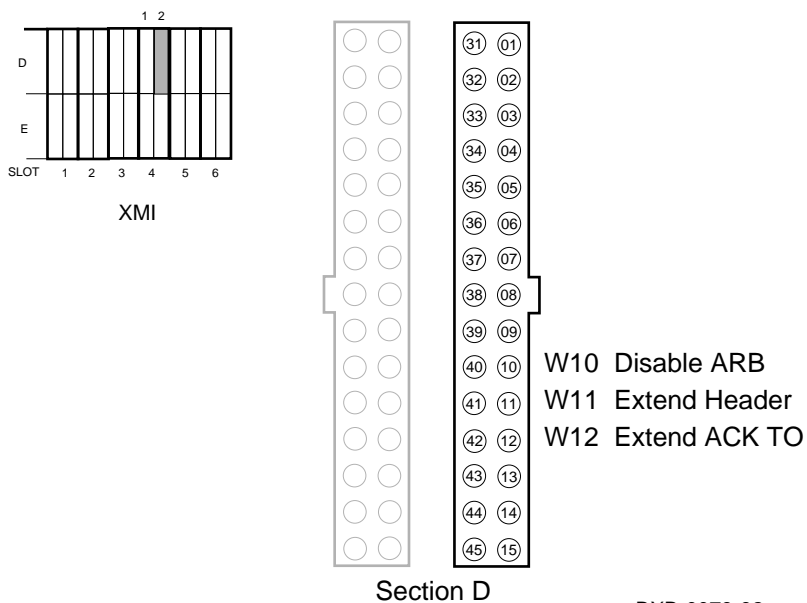 1 2
D
E
SLOT 1 2 3 4 5 6
XMI
31 01
32 02
33 03
34 04
35 05
36 06
37 07
38 08
39 09
40 10 W10 Disable ARB
41 11 W11 Extend Header
42 12 W12 Extend ACK TO
43 13
44 14
45 15
Section D